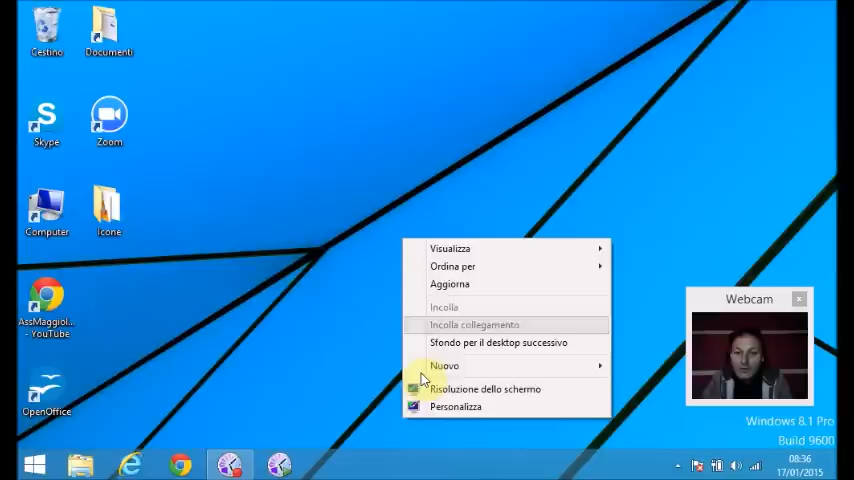 Cestino
Documenti
Skype
Zoom
Computer
Icone
AssMaggiol...
- YouTube
OpenOffice
Visualizza
Ordina per
Aggiorna
Incolla
Incolla collegamento
Sfondo per il desktop successivo
Nuovo
Risoluzione dello schermo
Personalizza
Webcam
Windows 8.1 Pro
Build 9600
08:36
17/01/2015